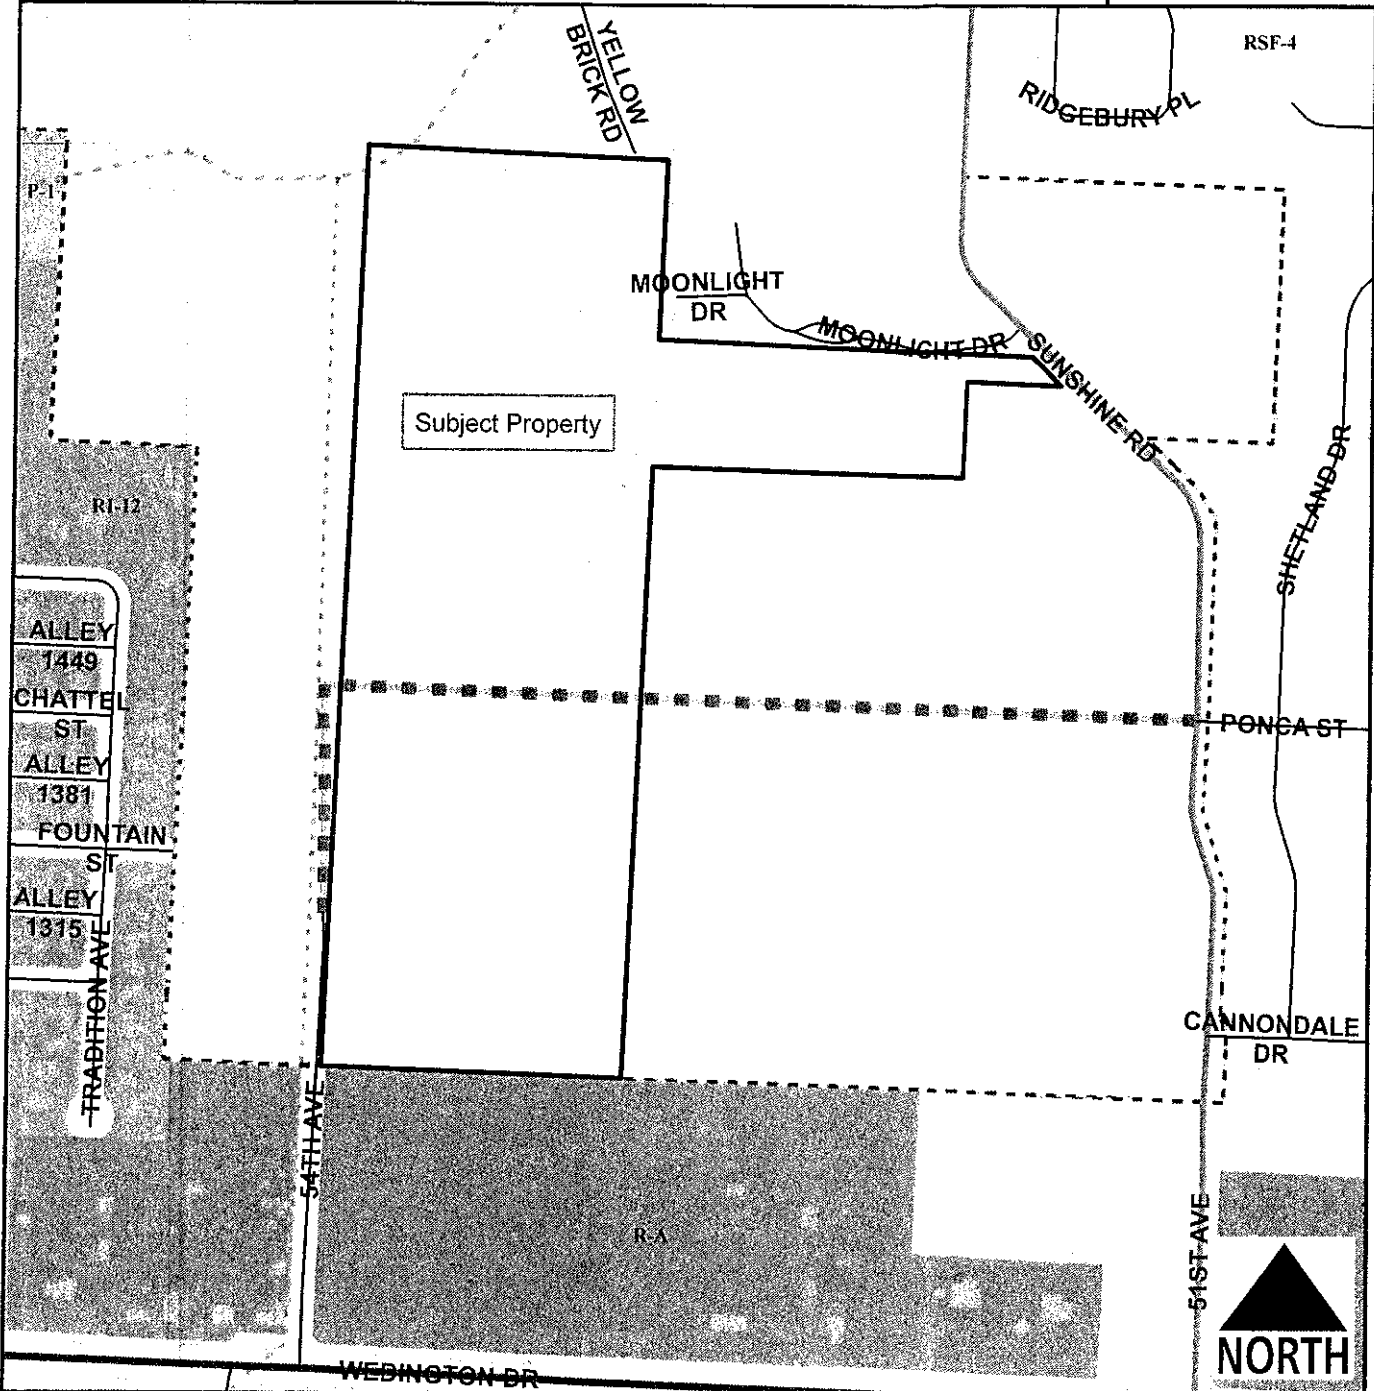 YELLOW
BRICK RD
RSF-4
RIDGEBURY PL
P-1
MOONLIGHT
DR
MOONLIGHT DR
SUNSHINE RD
Subject Property
SHETLAND DR
RI-12
ALLEY
1449
CHATTEL
ST
ALLEY
1381
FOUNTAIN
ST
ALLEY
1315
TRADITION AVE
PONCA ST
CANNONDALE
DR
54TH AVE
R-A
51ST AVE
NORTH
WEDINGTON DR